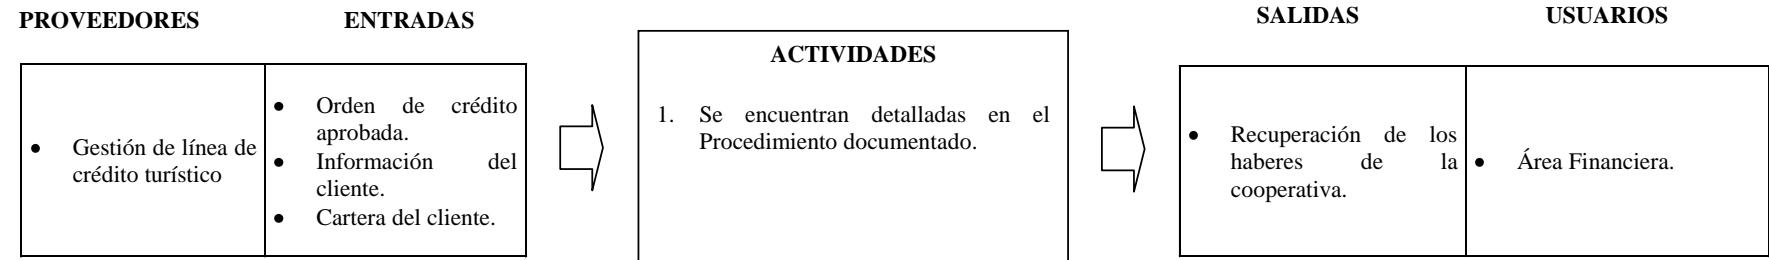 PROVEEDORES
ENTRADAS
SALIDAS
USUARIOS
• Gestión de línea de
crédito turístico
• Orden de crédito
aprobada.
• Información del
cliente.
• Cartera del cliente.
ACTIVIDADES
1. Se encuentran detalladas en el
Procedimiento documentado.
• Recuperación de los
haberes de la
cooperativa.
• Área Financiera.